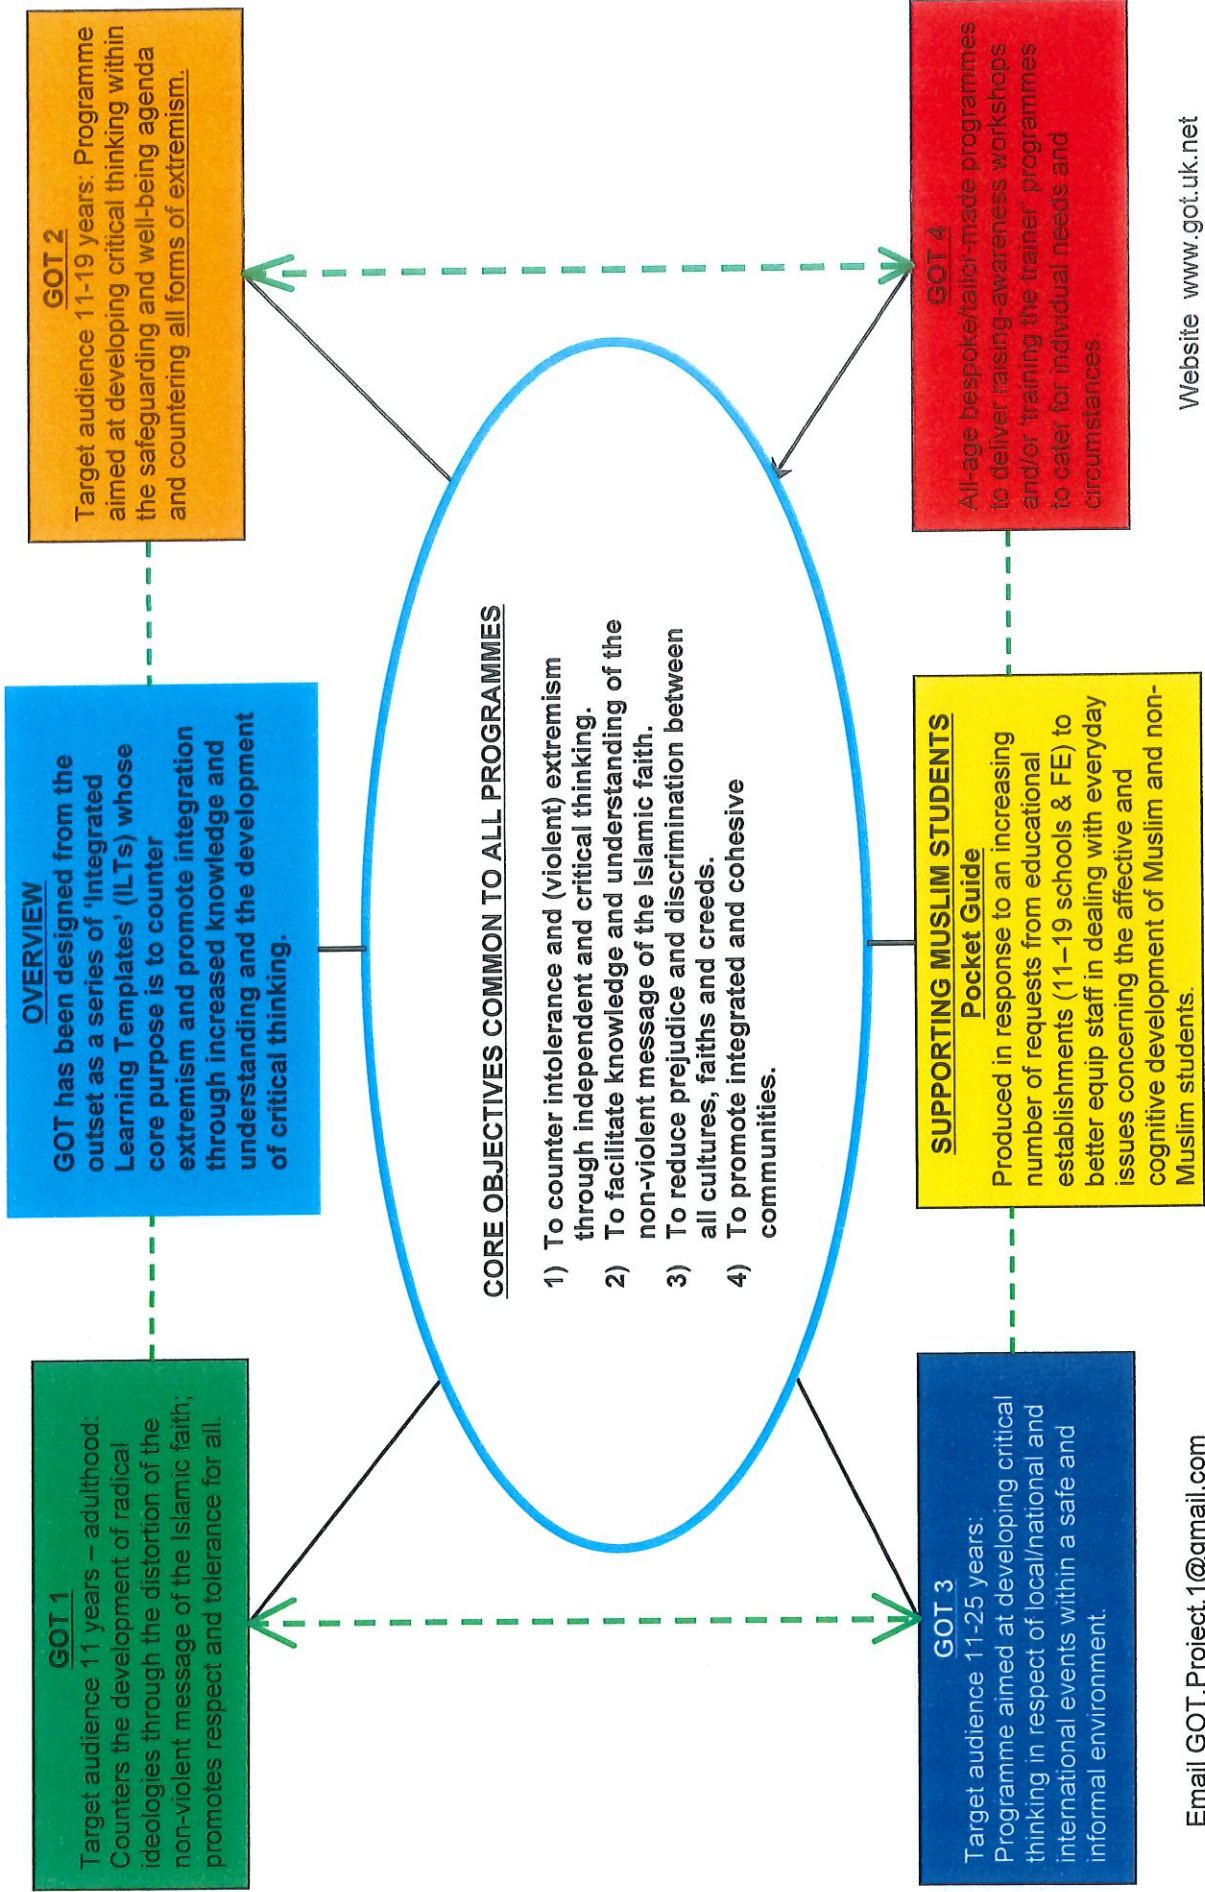 GOT 1
Target audience 11 years – adulthood:
Counters the development of radical
ideologies through the distortion of the
non-violent message of the Islamic faith;
promotes respect and tolerance for all.
OVERVIEW
GOT has been designed from the
outset as a series of ‘Integrated
Learning Templates’ (ILTs) whose
core purpose is to counter
extremism and promote integration
through increased knowledge and
understanding and the development
of critical thinking.
GOT 2
Target audience 11-19 years: Programme
aimed at developing critical thinking within
the safeguarding and well-being agenda
and countering all forms of extremism.
CORE OBJECTIVES COMMON TO ALL PROGRAMMES
1) To counter intolerance and (violent) extremism
through independent and critical thinking.
2) To facilitate knowledge and understanding of the
non-violent message of the Islamic faith.
3) To reduce prejudice and discrimination between
all cultures, faiths and creeds.
4) To promote integrated and cohesive
communities.
GOT 3
Target audience 11-25 years:
Programme aimed at developing critical
thinking in respect of local/national and
international events within a safe and
informal environment.
SUPPORTING MUSLIM STUDENTS
Pocket Guide
Produced in response to an increasing
number of requests from educational
establishments (11–19 schools & FE) to
better equip staff in dealing with everyday
issues concerning the affective and
cognitive development of Muslim and non-
Muslim students.
GOT 4
All-age bespoke/tailor-made programmes
to deliver raising-awareness workshops
and/or ‘training the trainer’ programmes
to cater for individual needs and
circumstances.
Email GOT.Project.1@gmail.com
Website www.got.uk.net